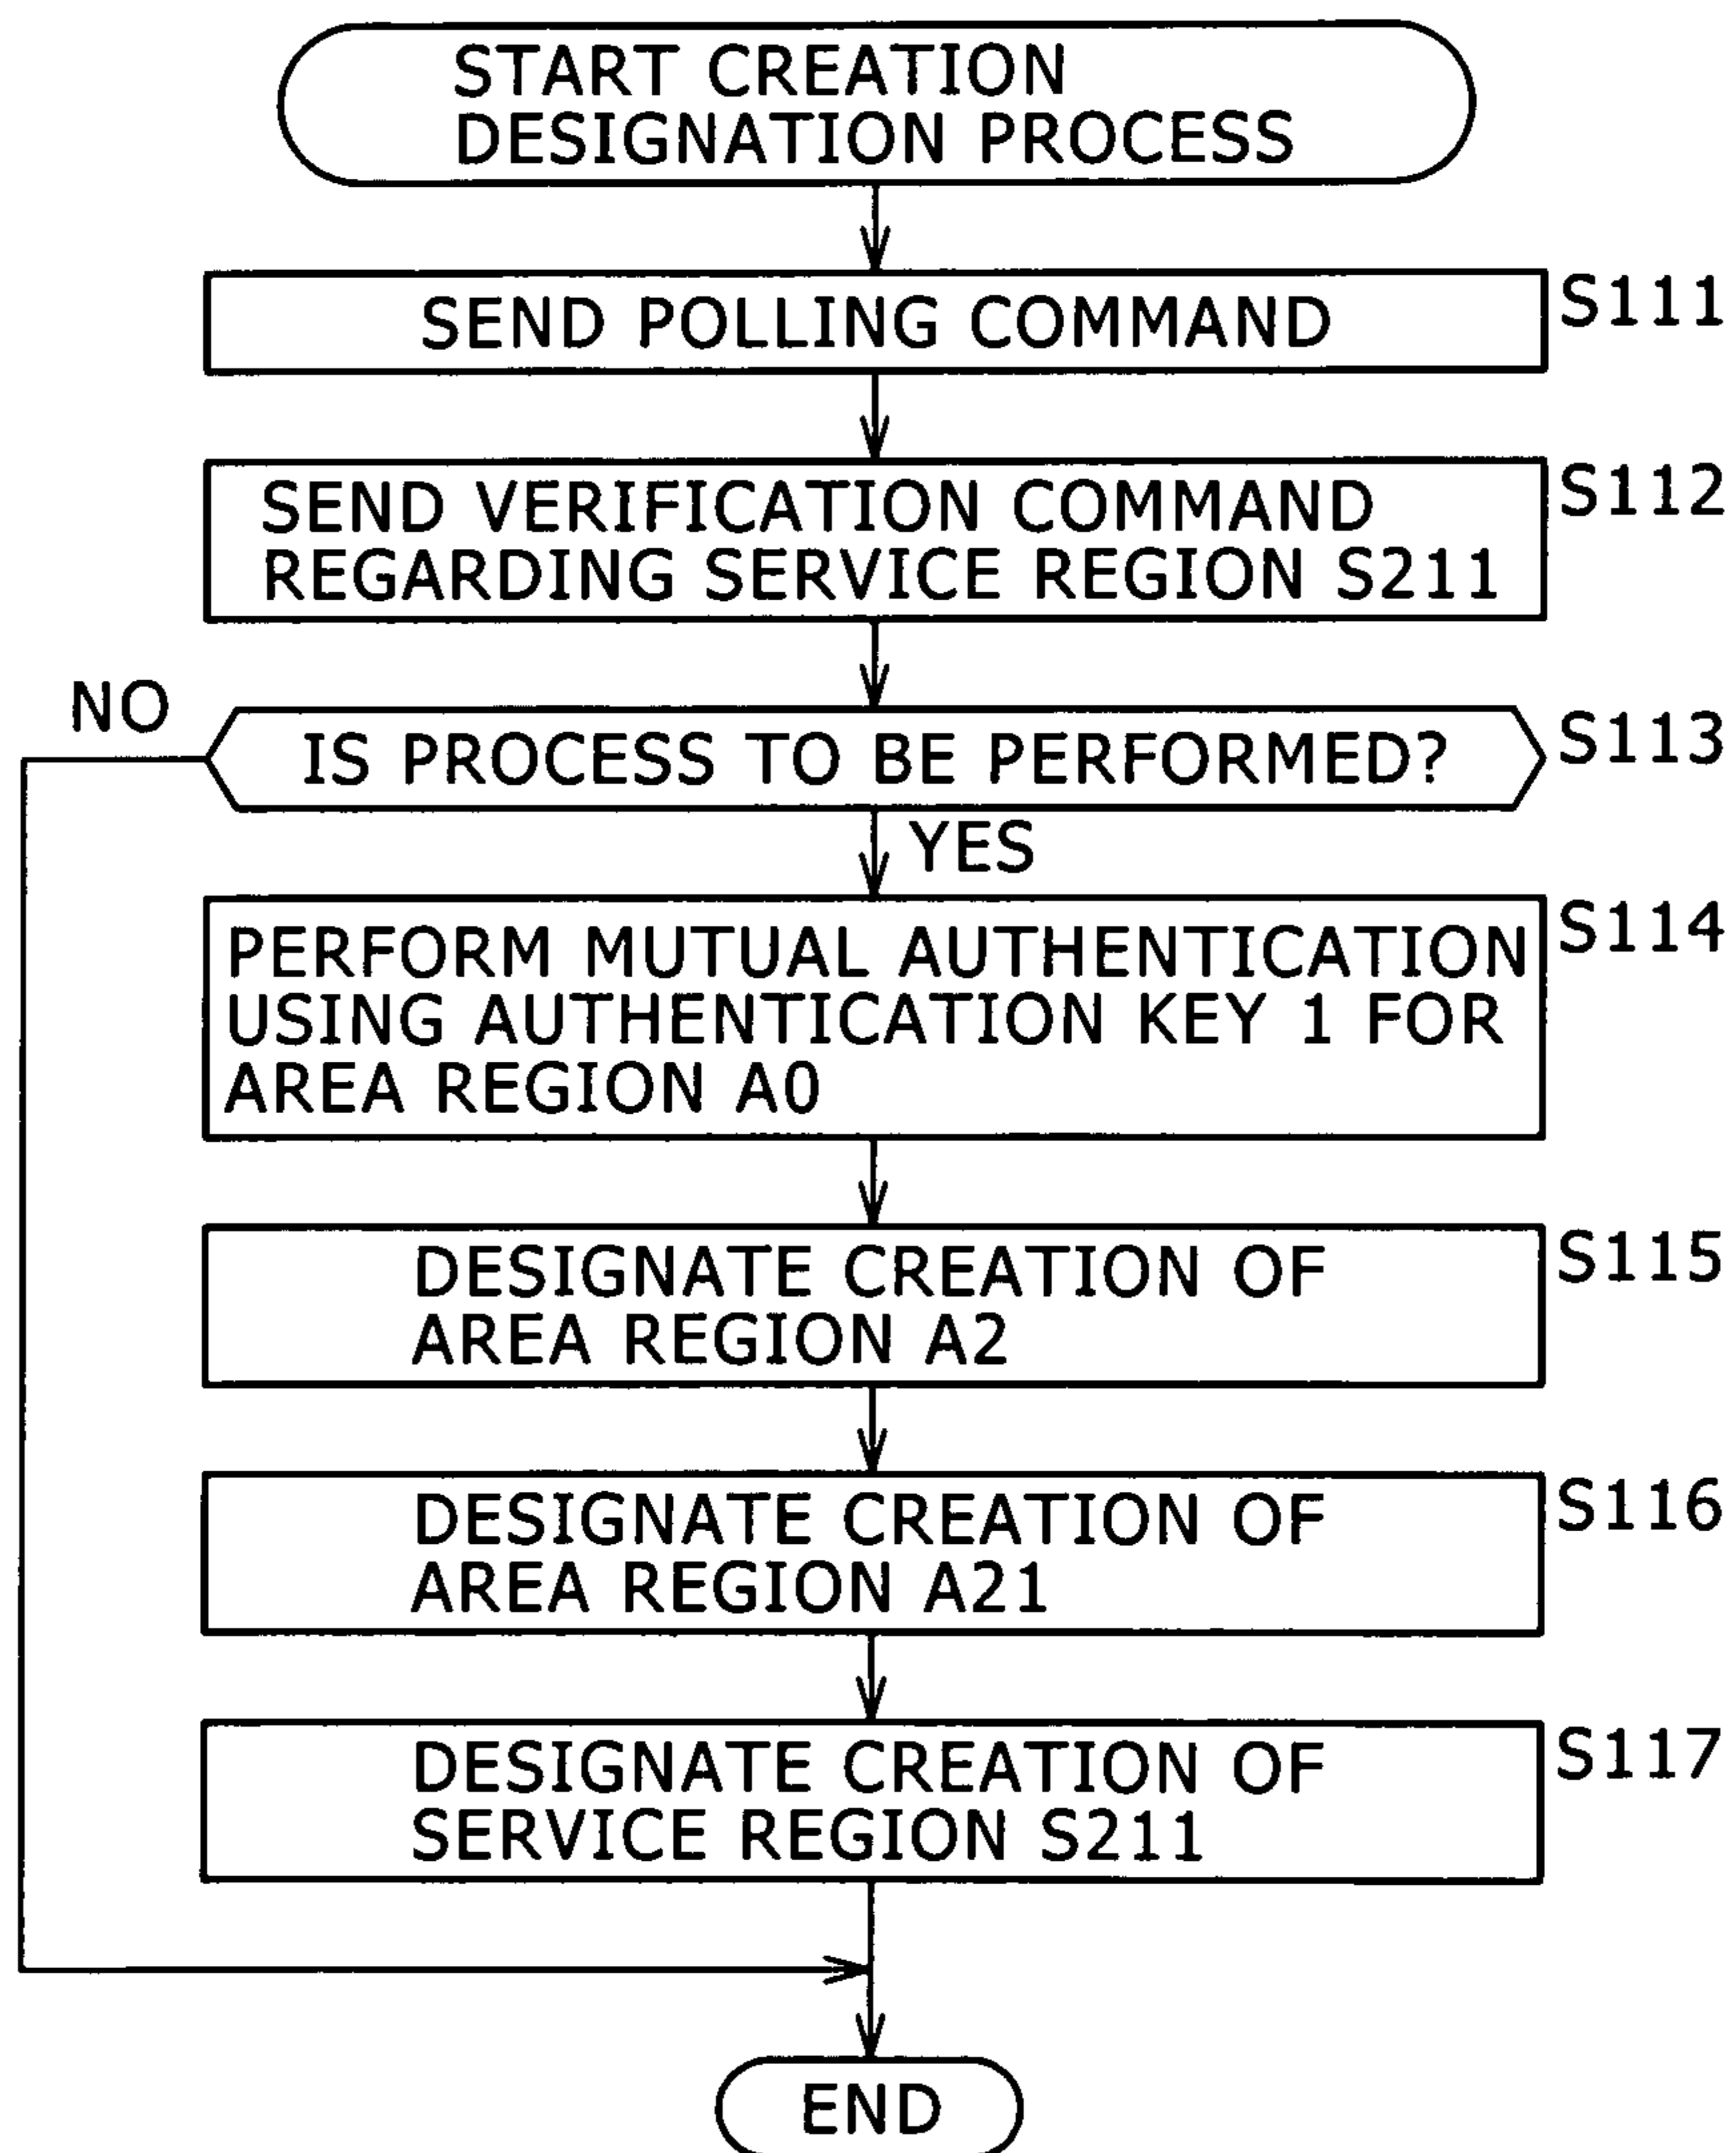 START CREATION
DESIGNATION PROCESS
SEND POLLING COMMAND
S111
SEND VERIFICATION COMMAND
REGARDING SERVICE REGION S211
S112
NO
IS PROCESS TO BE PERFORMED?
S113
YES
PERFORM MUTUAL AUTHENTICATION
USING AUTHENTICATION KEY 1 FOR
AREA REGION A0
S114
DESIGNATE CREATION OF
AREA REGION A2
S115
DESIGNATE CREATION OF
AREA REGION A21
S116
DESIGNATE CREATION OF
SERVICE REGION S211
S117
END